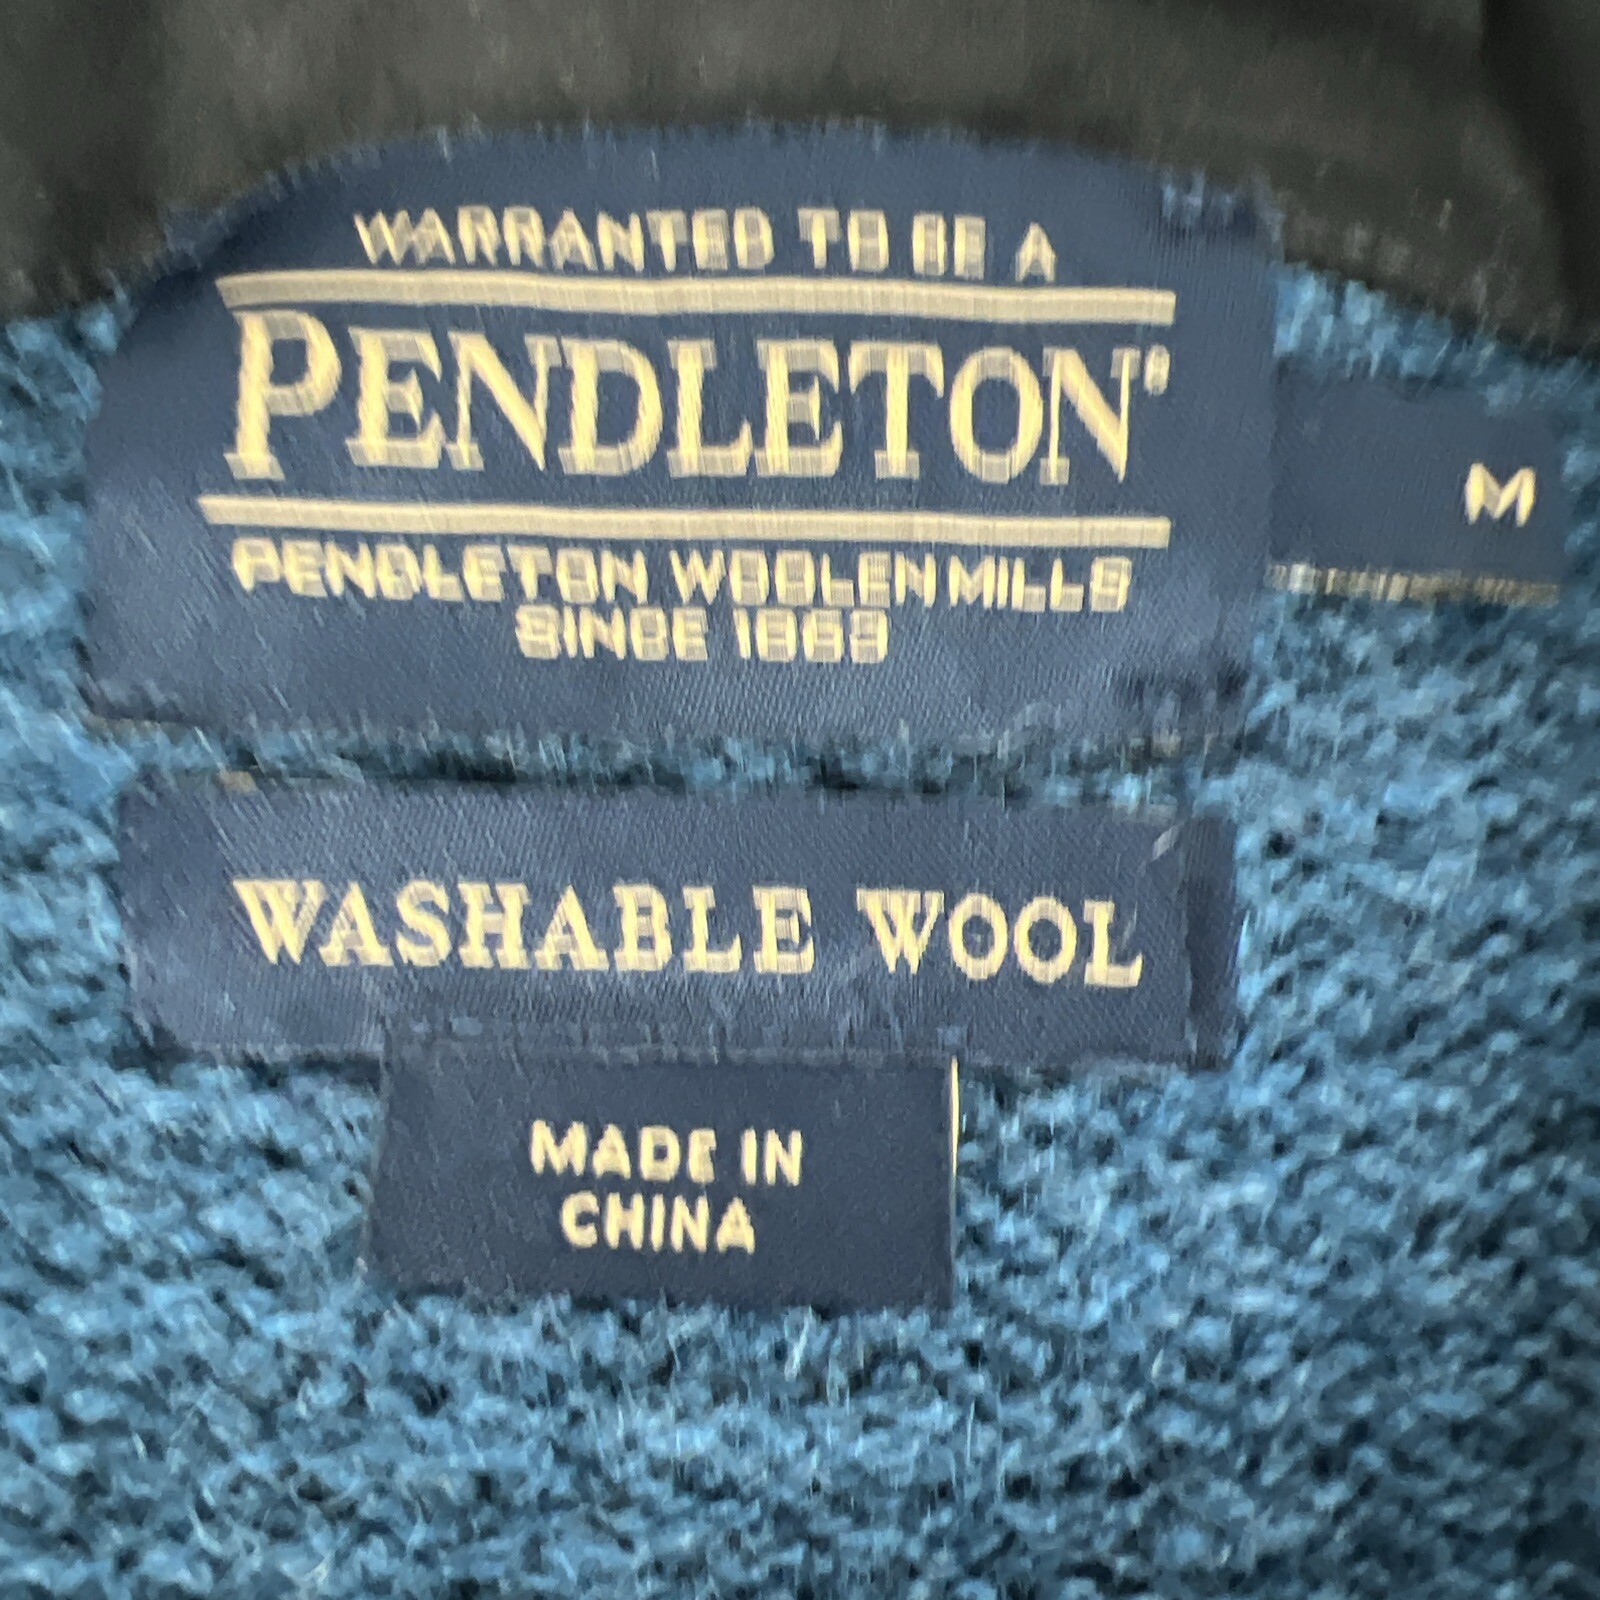 WARRANTED TO BE A
PENDLETON®
PENDLETON WOOLEN MILLS
SINCE 1863
M
WASHABLE WOOL
MADE IN
CHINA